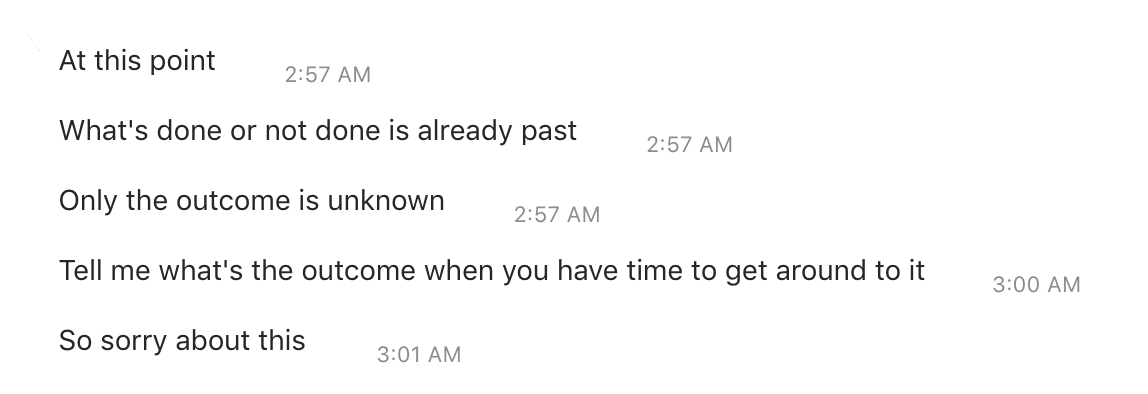 At this point 2:57 AM
What's done or not done is already past 2:57 AM
Only the outcome is unknown 2:57 AM
Tell me what's the outcome when you have time to get around to it 3:00 AM
So sorry about this 3:01 AM